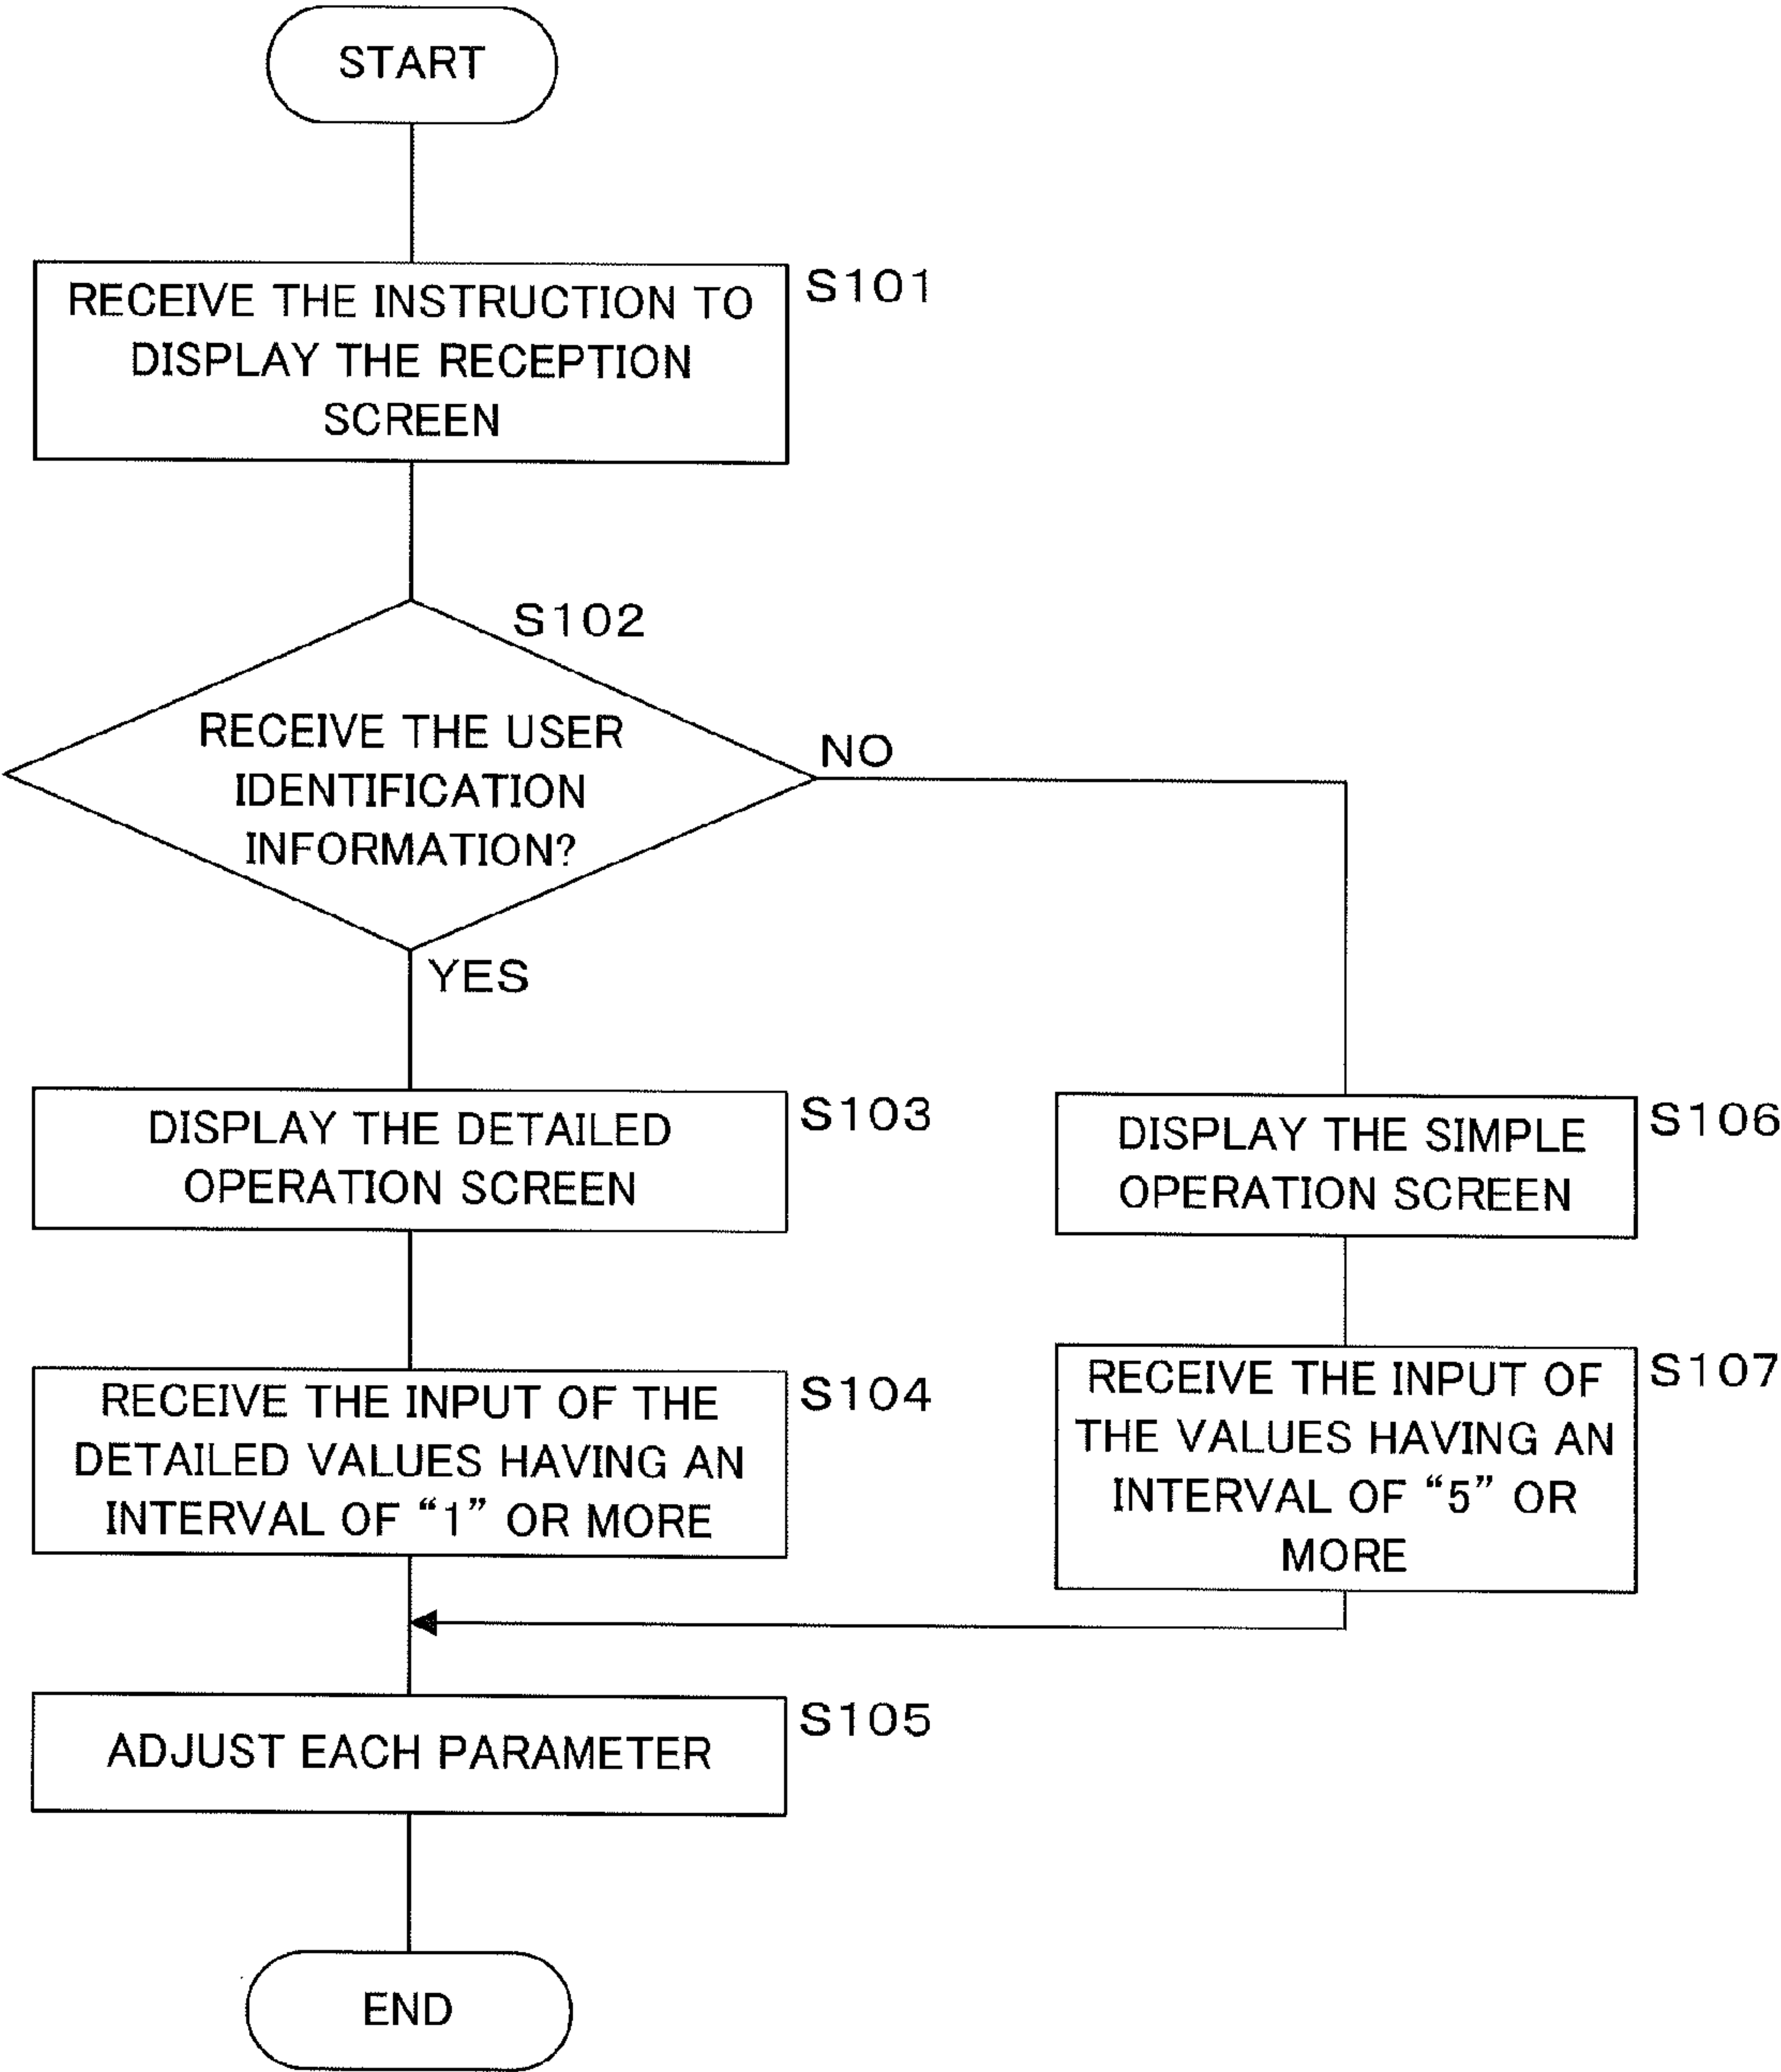 START
RECEIVE THE INSTRUCTION TO
DISPLAY THE RECEPTION
SCREEN
S101
S102
RECEIVE THE USER
IDENTIFICATION
INFORMATION?
NO
YES
DISPLAY THE DETAILED
OPERATION SCREEN
S103
RECEIVE THE INPUT OF THE
DETAILED VALUES HAVING AN
INTERVAL OF “1” OR MORE
S104
DISPLAY THE SIMPLE
OPERATION SCREEN
S106
RECEIVE THE INPUT OF
THE VALUES HAVING AN
INTERVAL OF “5” OR
MORE
S107
ADJUST EACH PARAMETER
S105
END